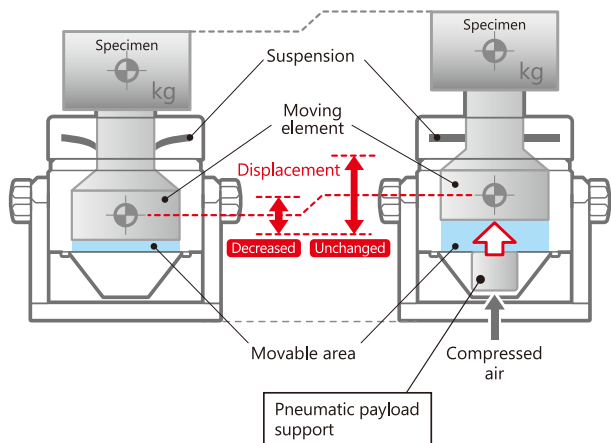 Specimen
kg
Specimen
kg
Suspension
Moving
element
Displacement
Decreased
Unchanged
Movable area
Compressed
air
Pneumatic payload
support